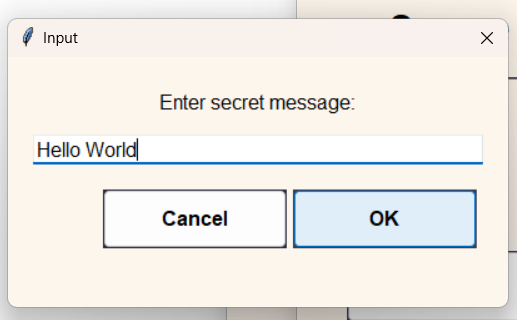 Input
Enter secret message:
Hello World
Cancel
OK